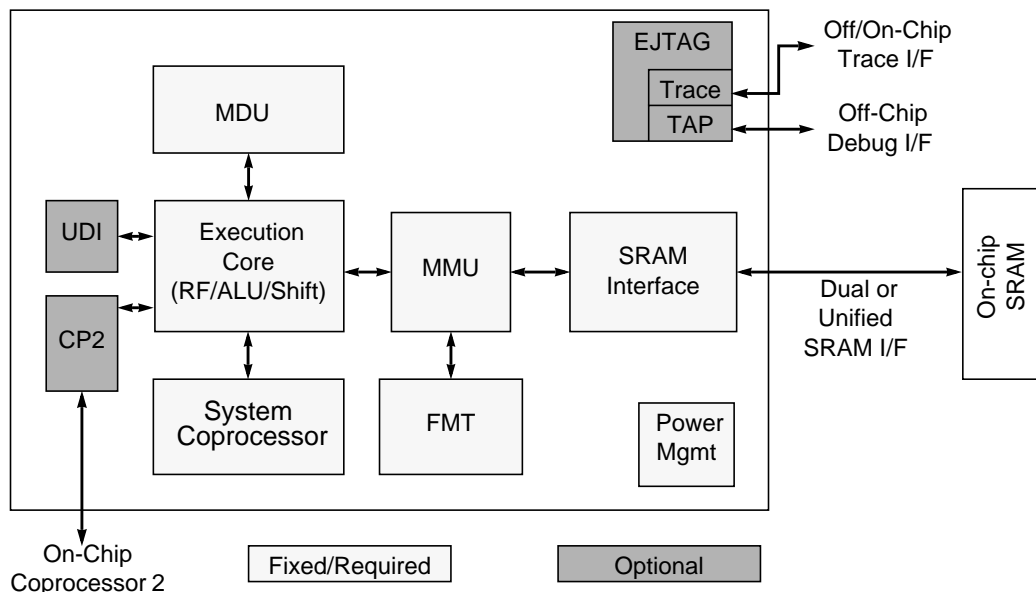 EJTAG
Trace
TAP
Off/On-Chip
Trace I/F
Off-Chip
Debug I/F
MDU
UDI
Execution
Core
(RF/ALU/Shift)
MMU
SRAM
Interface
Dual or
Unified
SRAM I/F
On-chip
SRAM
CP2
System
Coprocessor
FMT
Power
Mgmt
On-Chip
Coprocessor 2
Fixed/Required
Optional